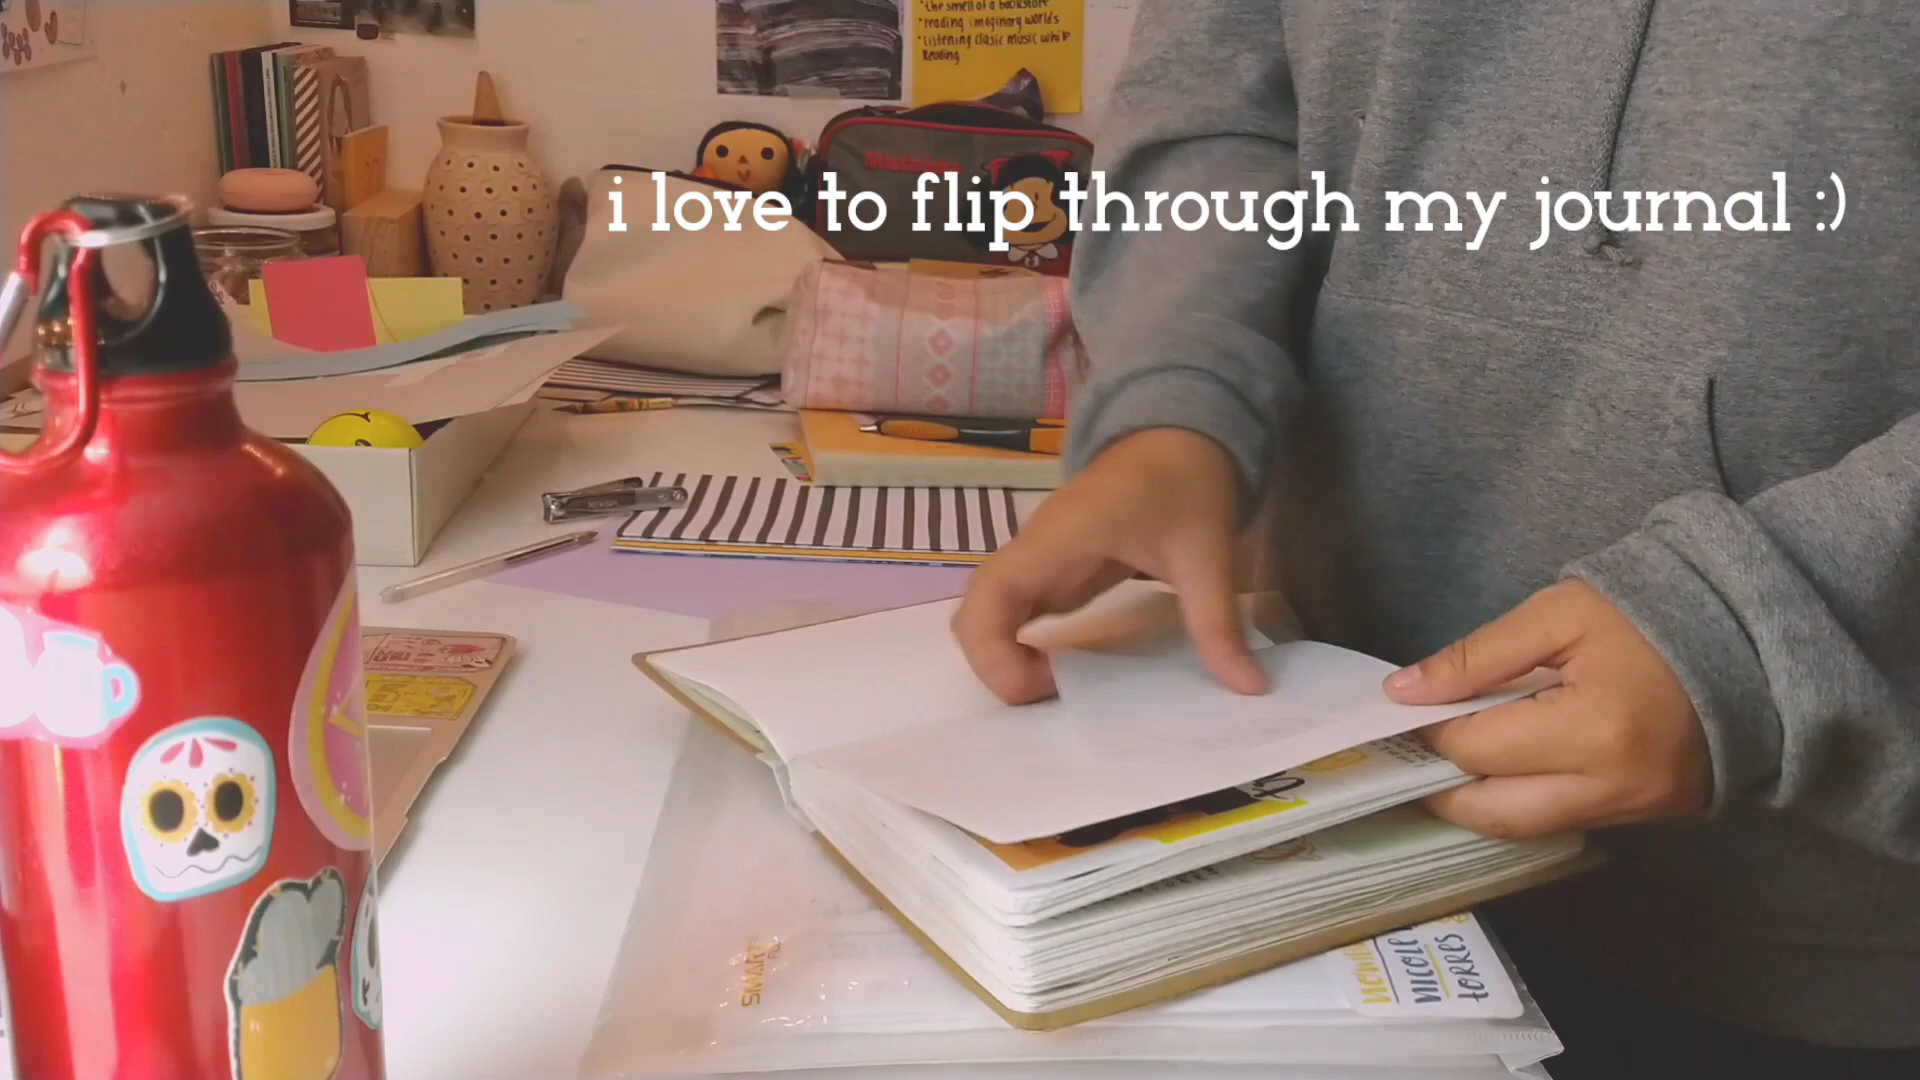 *the smell of a bookstore
*reading imaginary worlds
*Listening clasic music while
Reading
i love to flip through my journal :)
SMART
NICOLE
TORRES